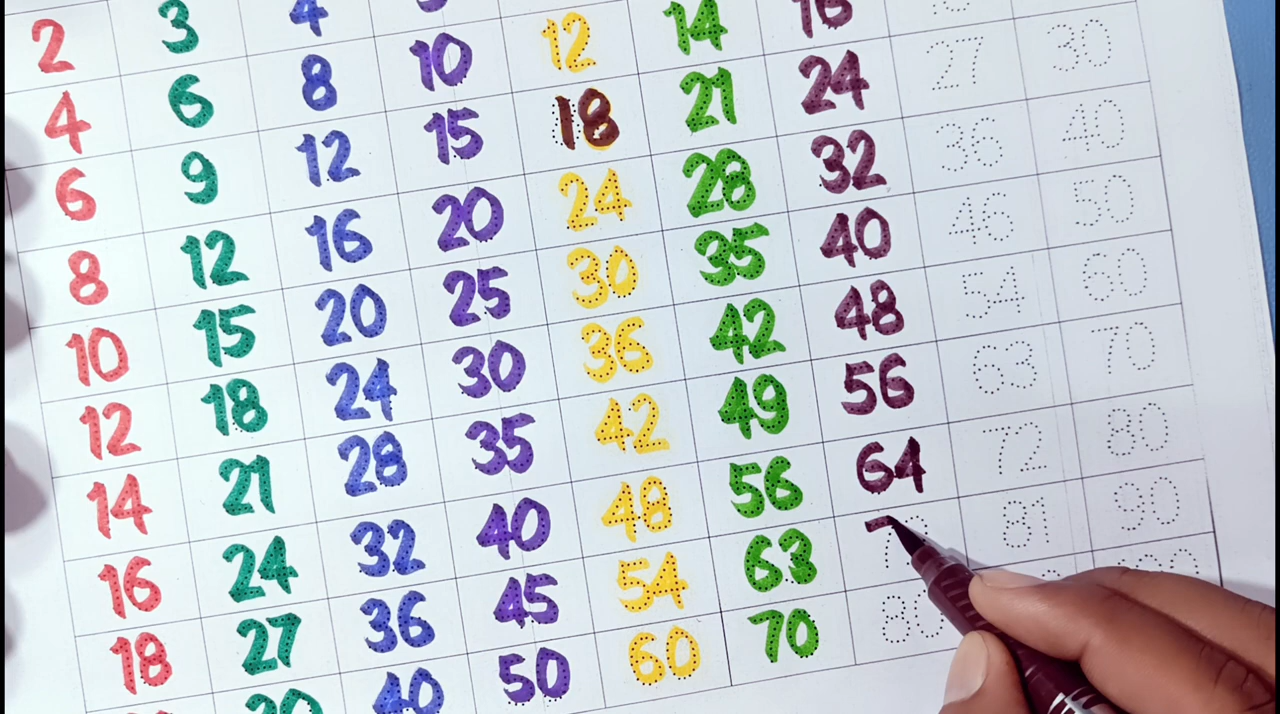 2 3 4
4 6 8 10 12 14 16
6 9 12 15 18 21 24 27 30
8 12 16 20 24 28 32 36 40
10 15 20 25 30 35 40 46 50
12 18 24 30 36 42 48 54 60
14 21 28 35 42 49 56 63 70
16 24 32 40 48 56 64 72 80
18 27 36 45 54 63 81 90
30 40 50 60 70 80